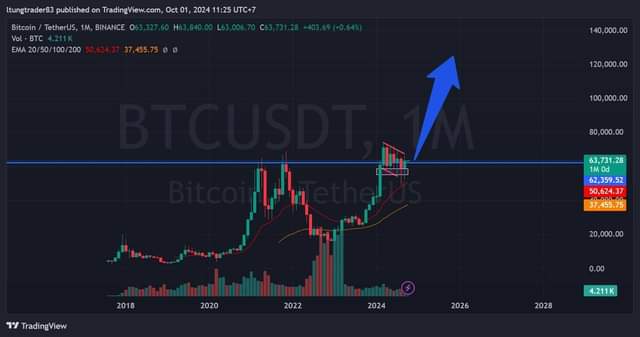 ltungtrader83 published on TradingView.com, Oct 01, 2024 11:25 UTC+7
Bitcoin / TetherUS, 1M, BINANCE O63,327.60 H63,840.00 L63,006.70 C63,731.28 +403.69 (+0.64%)
Vol · BTC 4.211 K
EMA 20/50/100/200 50,624.37 37,455.75 ∅ ∅
BTCUSDT, 1M
Bitcoin / TetherUS
140,000.00
120,000.00
100,000.00
80,000.00
63,731.28
1M 0d
62,359.52
50,624.37
37,455.75
20,000.00
0.00
4.211 K
2018
2020
2022
2024
2026
2028
TradingView